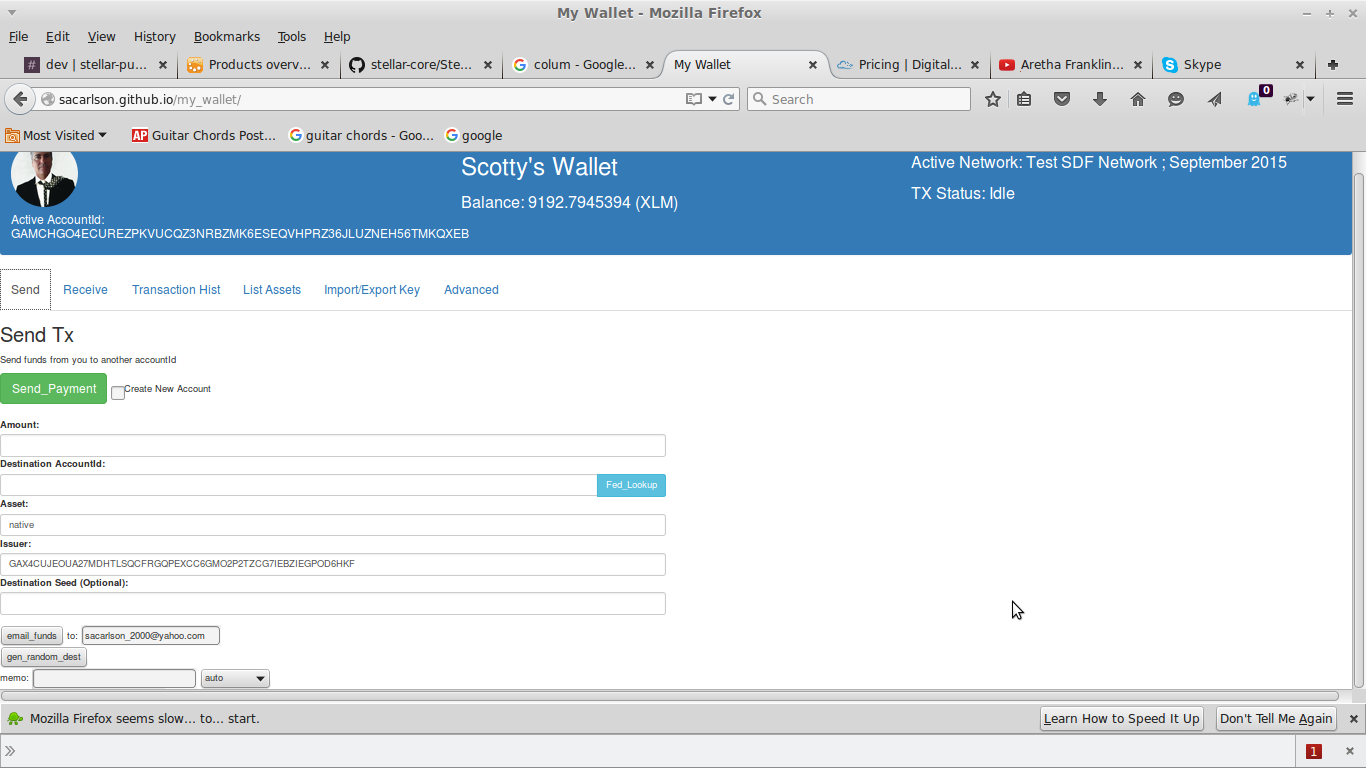 My Wallet - Mozilla Firefox
File Edit View History Bookmarks Tools Help
# dev | stellar-pu... Products overv... stellar-core/Ste... colum - Google... My Wallet Pricing | Digital... Aretha Franklin... Skype
sacarlson.github.io/my_wallet/ Search 0
Most Visited AP Guitar Chords Post... guitar chords - Goo... google
Scotty's Wallet
Active Network: Test SDF Network ; September 2015
Balance: 9192.7945394 (XLM)
TX Status: Idle
Active AccountId:
GAMCHGO4ECUREZPKVUCQZ3NRBZMK6ESEQVHPRZ36JLUZNEH56TMKQXEB
Send Receive Transaction Hist List Assets Import/Export Key Advanced
Send Tx
Send funds from you to another accountId
Send_Payment Create New Account
Amount:
Destination AccountId:
Fed_Lookup
Asset:
native
Issuer:
GAX4CUJEOUA27MDHTLSQCFRGQPEXCC6GMO2P2TZCG7IEBZIEGPOD6HKF
Destination Seed (Optional):
email_funds to: sacarlson_2000@yahoo.com
gen_random_dest
memo: auto
Mozilla Firefox seems slow... to... start. Learn How to Speed It Up Don't Tell Me Again
1